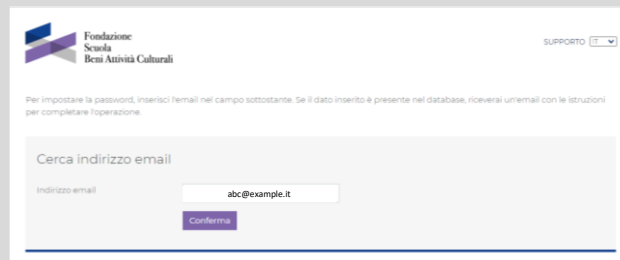 Fondazione
Scuola
Beni Attività Culturali
SUPPORTO IT
Per impostare la password, inserisci l'email nel campo sottostante. Se il dato inserito è presente nel database, riceverai un'email con le istruzioni
per completare l'operazione.
Cerca indirizzo email
Indirizzo email
abc@example.it
Conferma